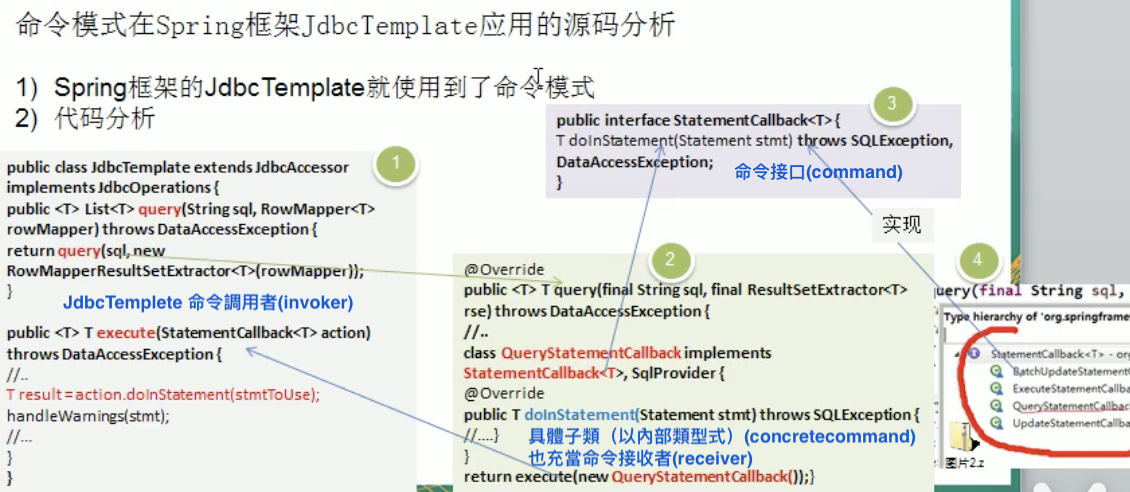 命令模式在Spring框架JdbcTemplate应用的源码分析
1) Spring框架的JdbcTemplate就使用到了命令模式
2) 代码分析
1
public class JdbcTemplate extends JdbcAccessor
implements JdbcOperations {
public <T> List<T> query(String sql, RowMapper<T>
rowMapper) throws DataAccessException {
return query(sql, new
RowMapperResultSetExtractor<T>(rowMapper));
}
JdbcTemplete 命令調用者(invoker)
public <T> T execute(StatementCallback<T> action)
throws DataAccessException {
//..
T result = action.doInStatement(stmtToUse);
handleWarnings(stmt);
//...
}
}
2
@Override
public <T> T query(final String sql, final ResultSetExtractor<T>
rse) throws DataAccessException {
//..
class QueryStatementCallback implements
StatementCallback<T>, SqlProvider {
@Override
public T doInStatement(Statement stmt) throws SQLException {
//....}
具體子類（以內部類型式）(concretecommand)
}
也充當命令接收者(receiver)
return execute(new QueryStatementCallback());}
3
public interface StatementCallback<T> {
T doInStatement(Statement stmt) throws SQLException,
DataAccessException;
}
命令接口(command)
实现
4
uery(final String sql,
Type hierarchy of 'org.springframe
StatementCallback<T> - org
BatchUpdateStatementC
ExecuteStatementCallba
QueryStatementCallbac
UpdateStatementCallba
图片2.z